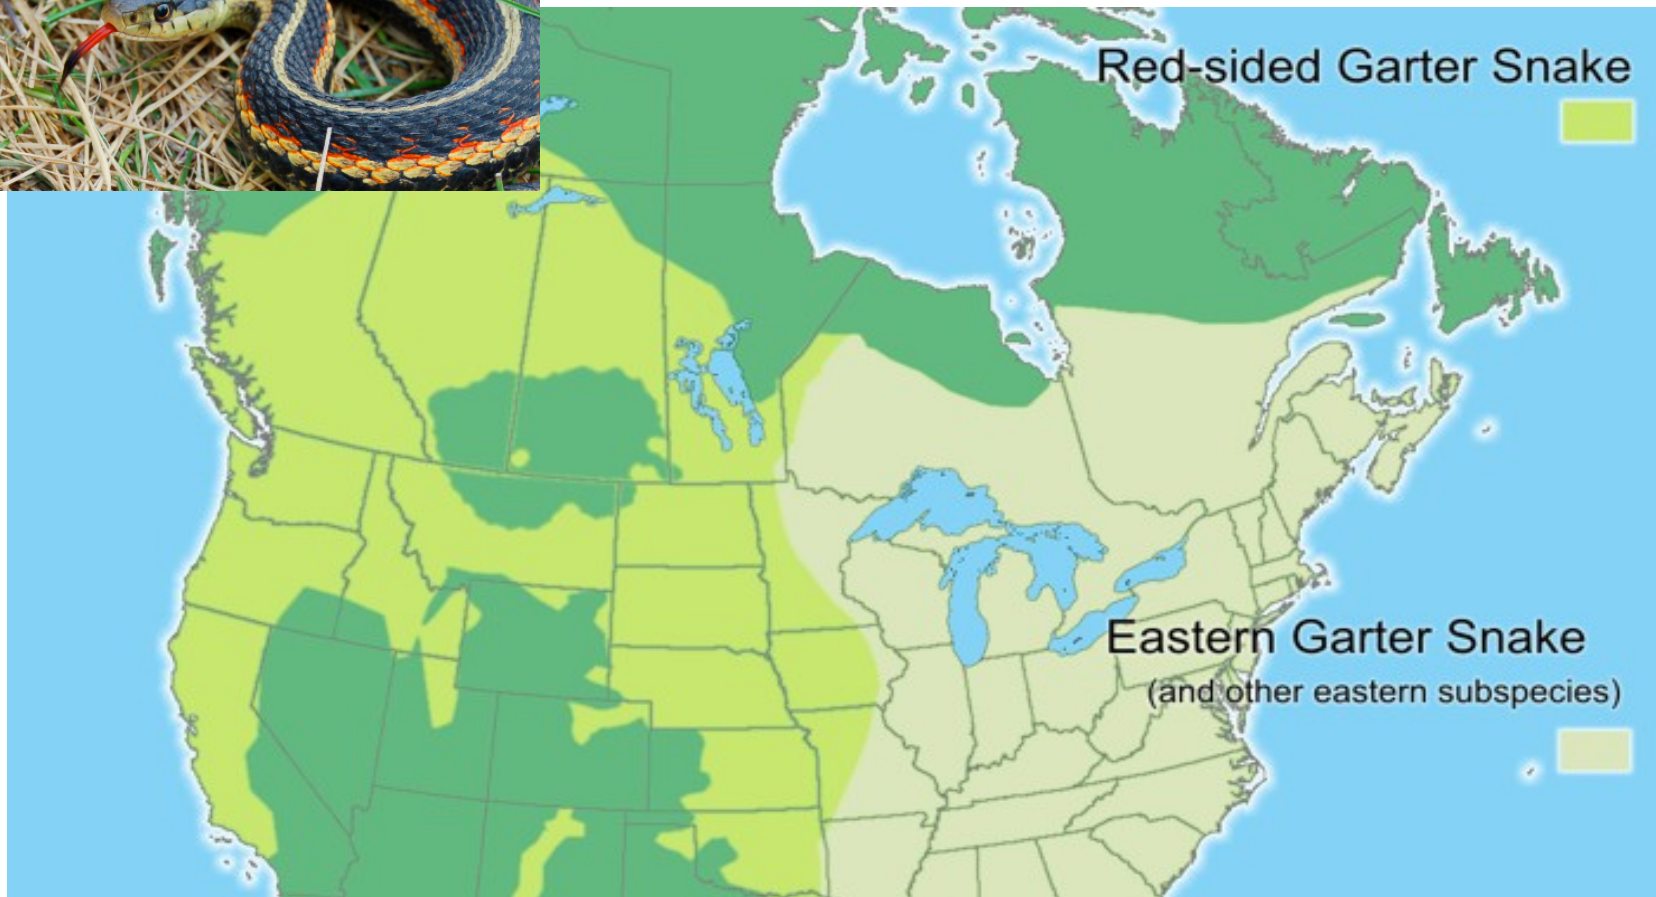 Red-sided Garter Snake
Eastern Garter Snake
(and other eastern subspecies)